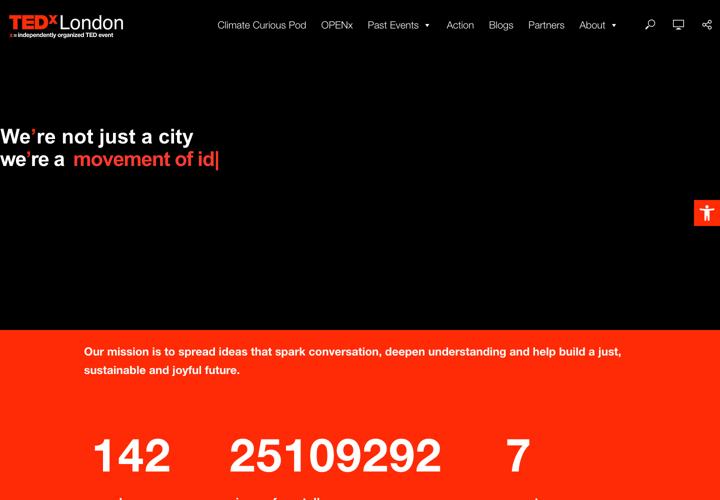 TEDxLondon
x = independently organized TED event
Climate Curious Pod OPENx Past Events Action Blogs Partners About
We're not just a city
we're a movement of id
Our mission is to spread ideas that spark conversation, deepen understanding and help build a just,
sustainable and joyful future.
142 25109292 7